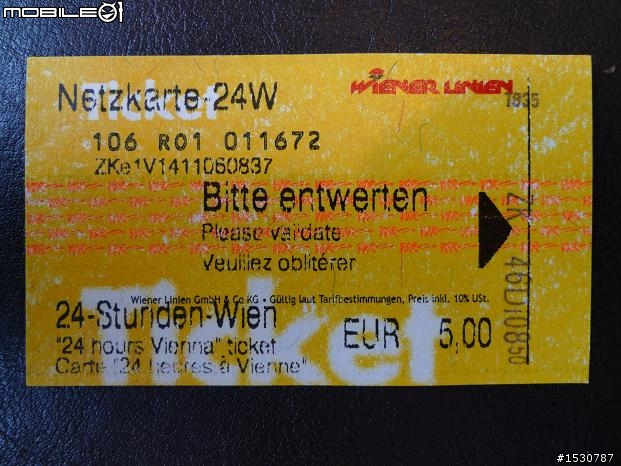 MOBILE01
Ticket
Netzkarte-24W
WIENER LINIEN
1935
106 R01 011672
ZKe1V1411060837
Bitte entwerten
Please validate
Veuillez oblitérer
Wiener Linien GmbH & Co KG • Gültig laut Tarifbestimmungen, Preis inkl. 10% USt.
Ticket
24-Stunden-Wien
EUR 5,00
"24 hours Vienna" ticket
Carte "24 heures à Vienne"
#1530787